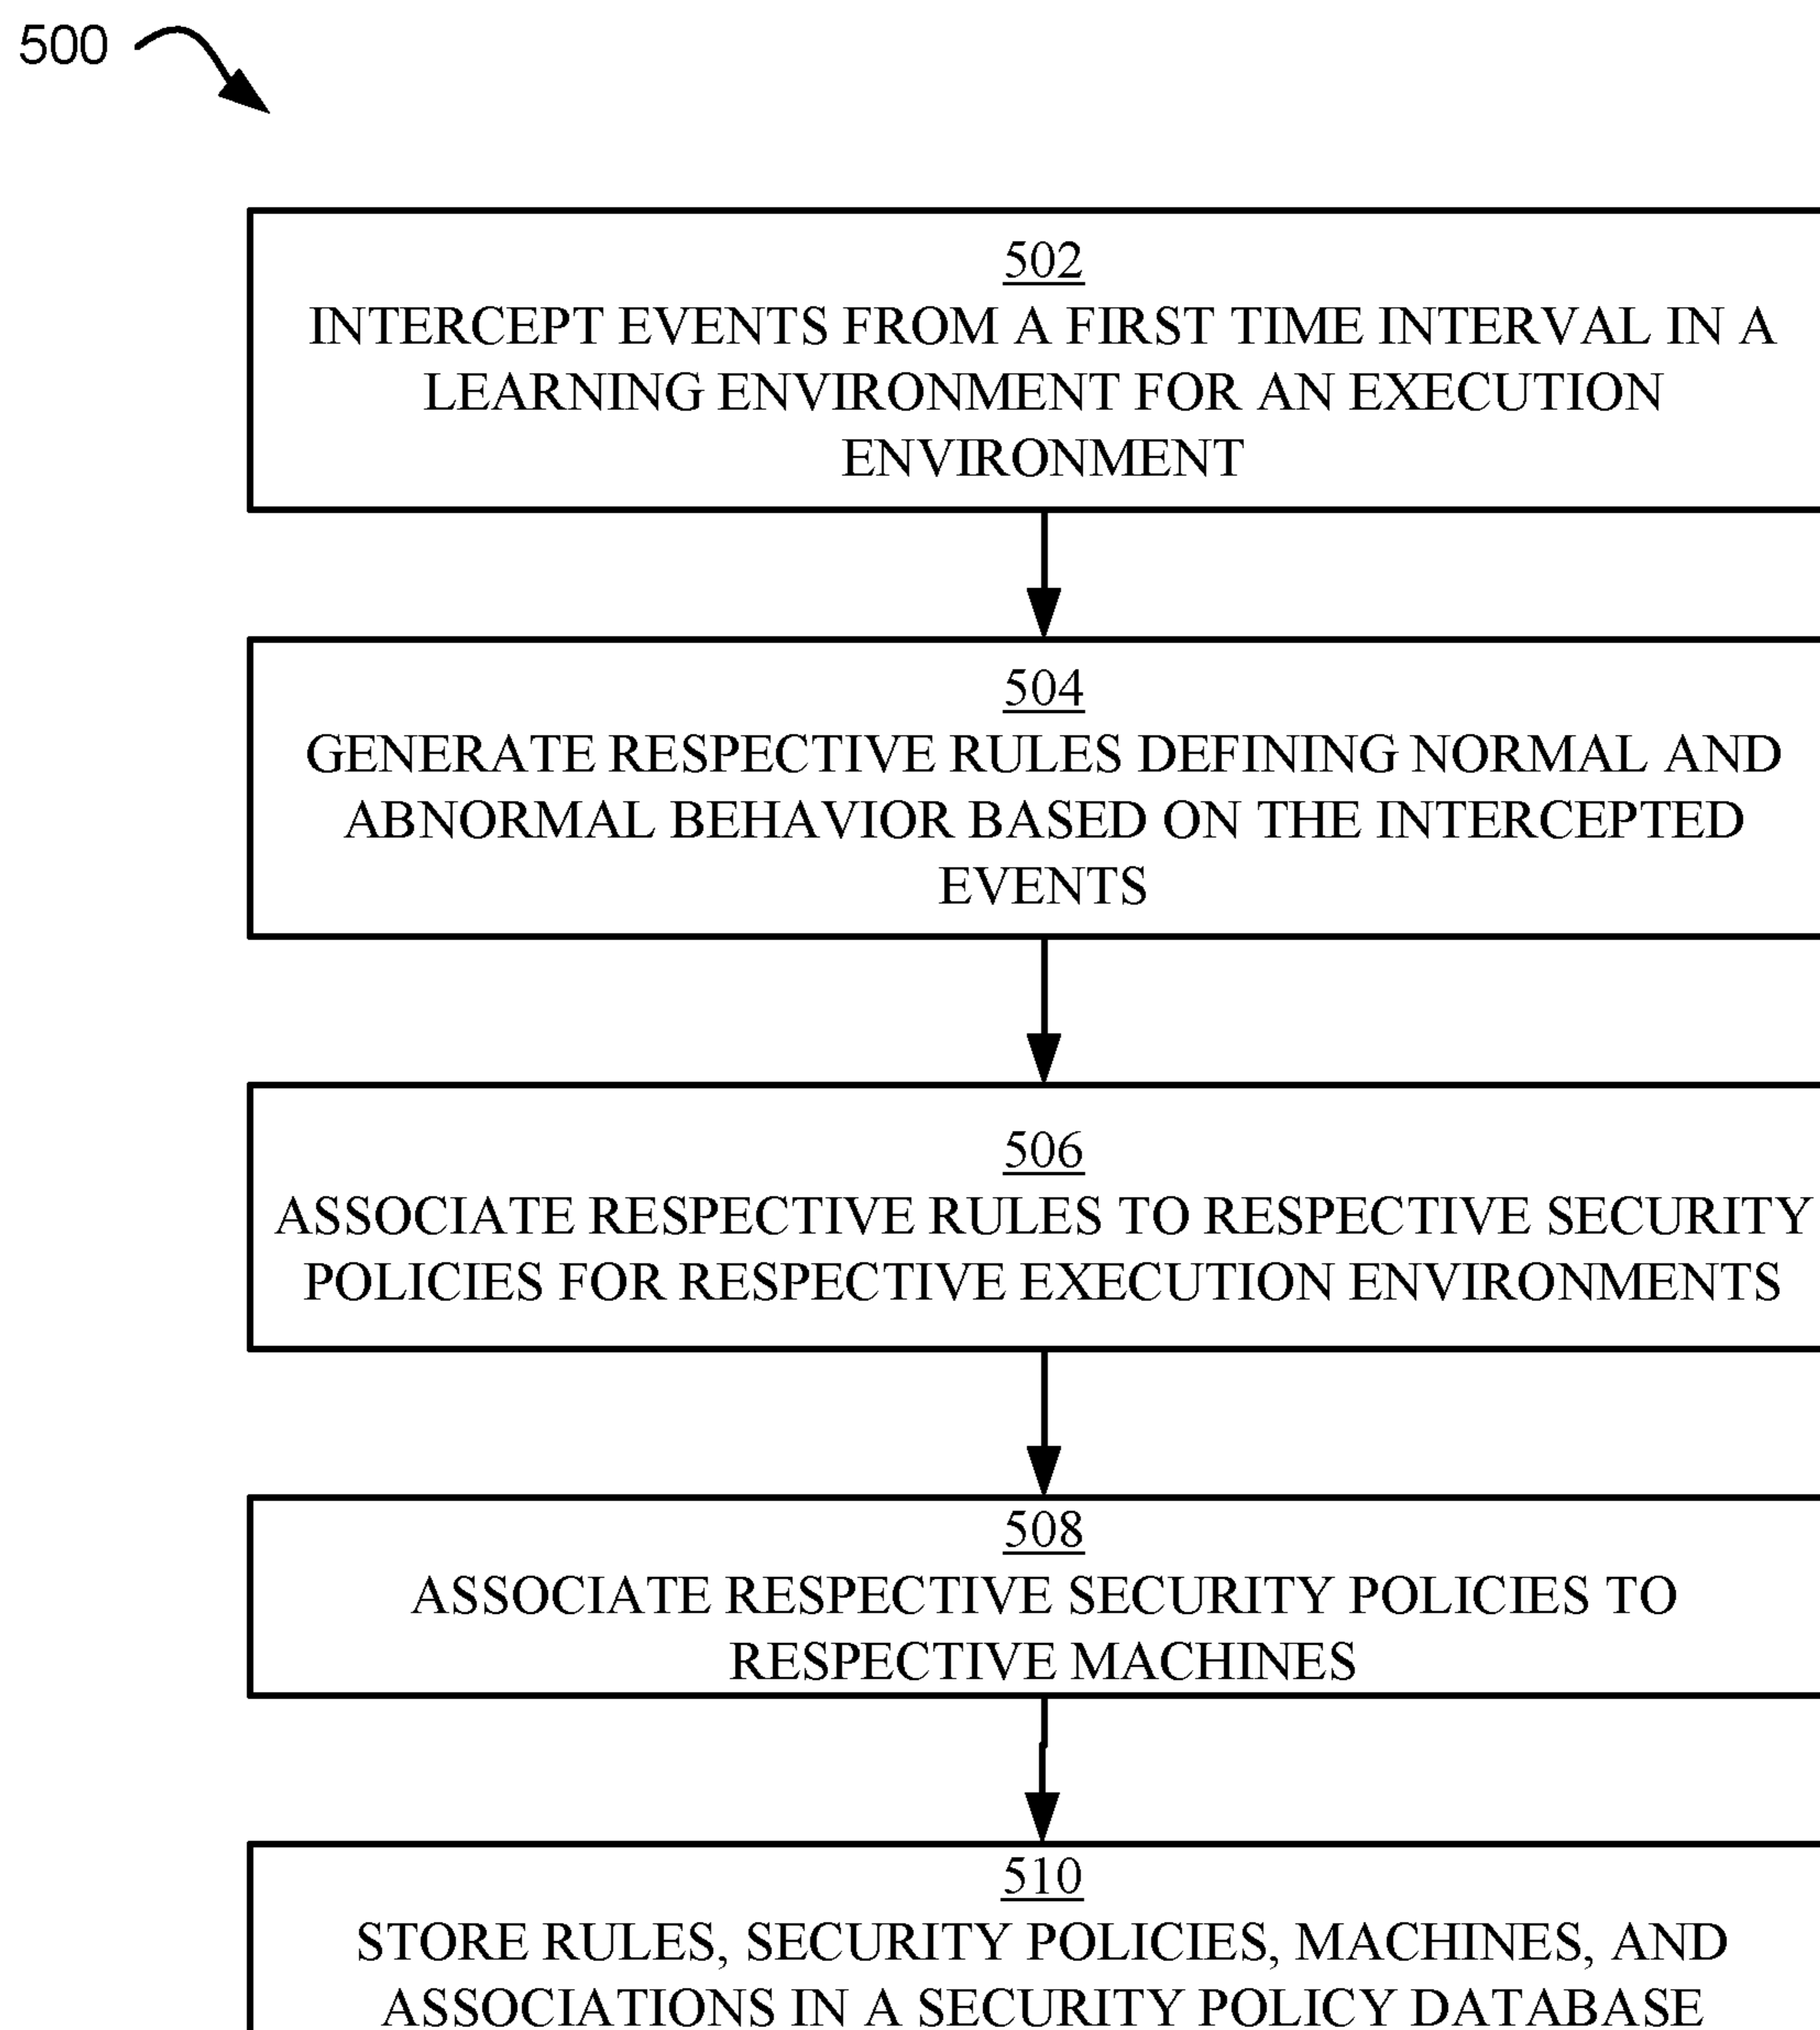 500
502
INTERCEPT EVENTS FROM A FIRST TIME INTERVAL IN A
LEARNING ENVIRONMENT FOR AN EXECUTION
ENVIRONMENT
504
GENERATE RESPECTIVE RULES DEFINING NORMAL AND
ABNORMAL BEHAVIOR BASED ON THE INTERCEPTED
EVENTS
506
ASSOCIATE RESPECTIVE RULES TO RESPECTIVE SECURITY
POLICIES FOR RESPECTIVE EXECUTION ENVIRONMENTS
508
ASSOCIATE RESPECTIVE SECURITY POLICIES TO
RESPECTIVE MACHINES
510
STORE RULES, SECURITY POLICIES, MACHINES, AND
ASSOCIATIONS IN A SECURITY POLICY DATABASE